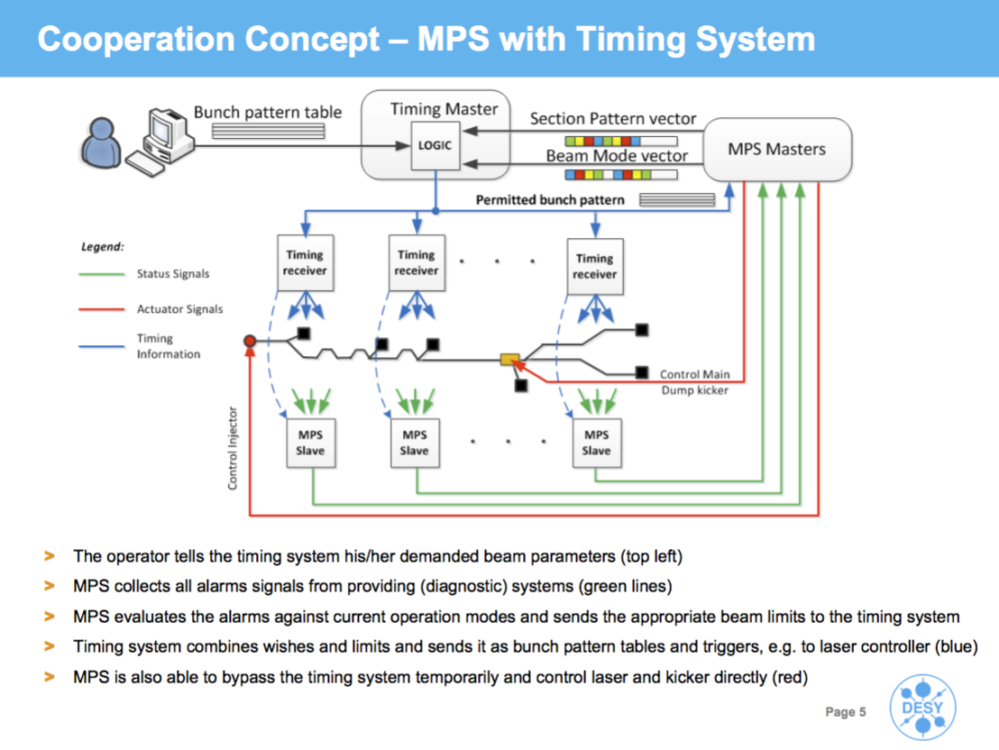 Cooperation Concept – MPS with Timing System
Bunch pattern table
Timing Master
LOGIC
Section Pattern vector
Beam Mode vector
MPS Masters
Permitted bunch pattern
Legend:
Status Signals
Actuator Signals
Timing
Information
Timing
receiver
Timing
receiver
. . .
Timing
receiver
Control Main
Dump kicker
Control Injector
MPS
Slave
MPS
Slave
. . .
MPS
Slave
> The operator tells the timing system his/her demanded beam parameters (top left)
> MPS collects all alarms signals from providing (diagnostic) systems (green lines)
> MPS evaluates the alarms against current operation modes and sends the appropriate beam limits to the timing system
> Timing system combines wishes and limits and sends it as bunch pattern tables and triggers, e.g. to laser controller (blue)
> MPS is also able to bypass the timing system temporarily and control laser and kicker directly (red)
Page 5
DESY